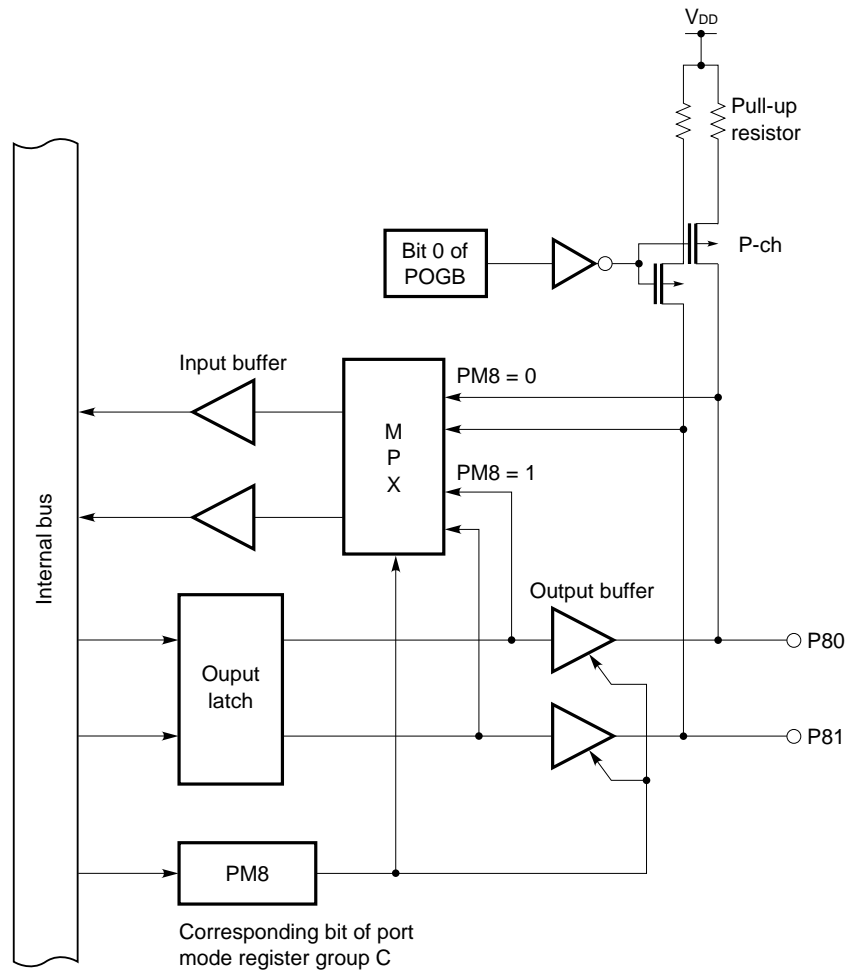 VDD
Pull-up
resistor
Bit 0 of
POGB
P-ch
Input buffer
PM8 = 0
M
P
X
PM8 = 1
Internal bus
Output buffer
P80
Ouput
latch
P81
PM8
Corresponding bit of port
mode register group C